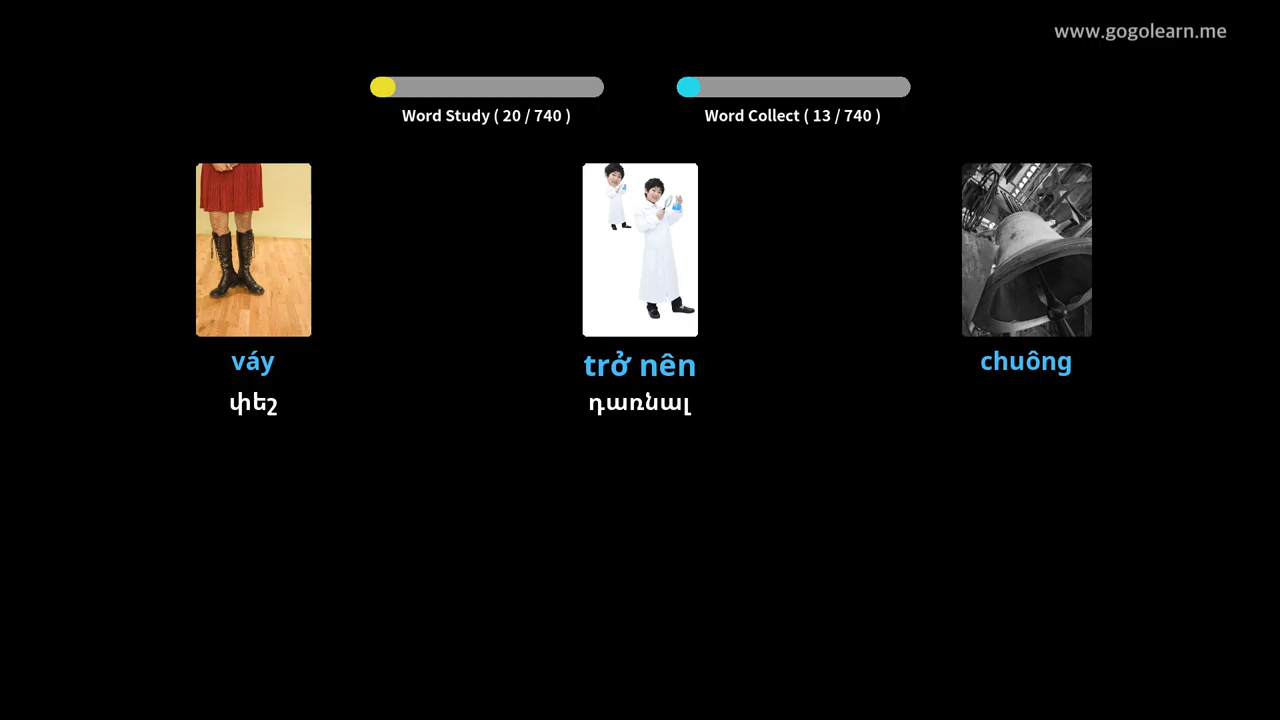 www.gogolearn.me
Word Study ( 20 / 740 )
Word Collect ( 13 / 740 )
váy
trở nên
chuông
փեշ
դառնալ